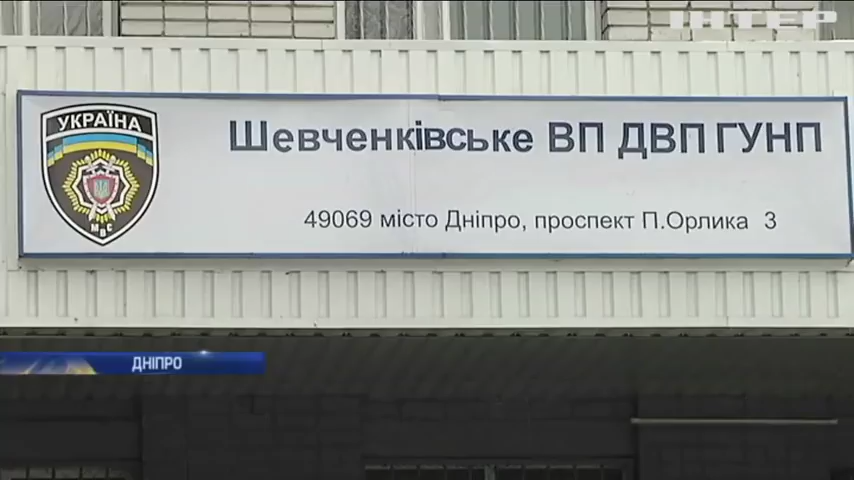 ІНТЕР
УКРАЇНА
МВС
Шевченківське ВП ДВП ГУНП
49069 місто Дніпро, проспект П.Орлика 3
ДНІПРО